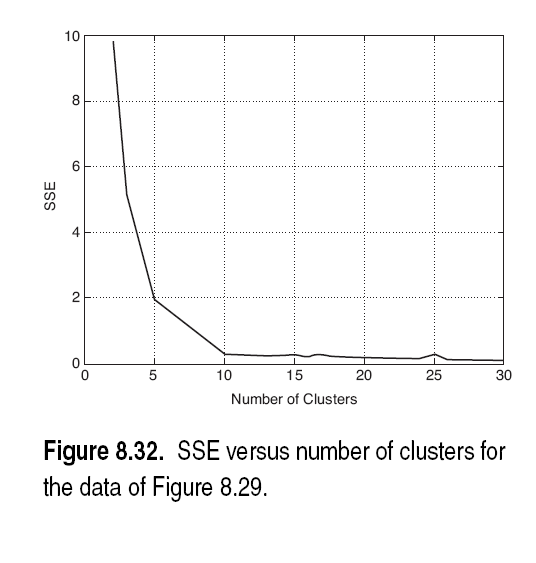 10
8
6
4
2
0
SSE
0 5 10 15 20 25 30
Number of Clusters
Figure 8.32. SSE versus number of clusters for
the data of Figure 8.29.